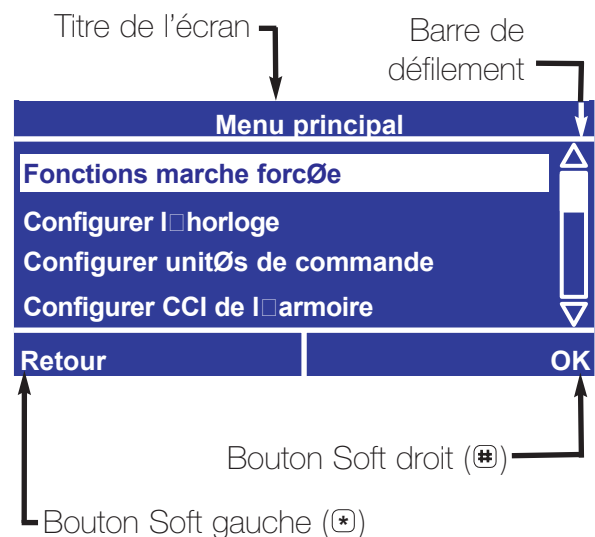 Titre de l'écran
Barre de
défilement
Menu principal
Fonctions marche forcØe
Configurer l□horloge
Configurer unitØs de commande
Configurer CCI de l□armoire
Retour
OK
Bouton Soft droit (#)
Bouton Soft gauche (*)